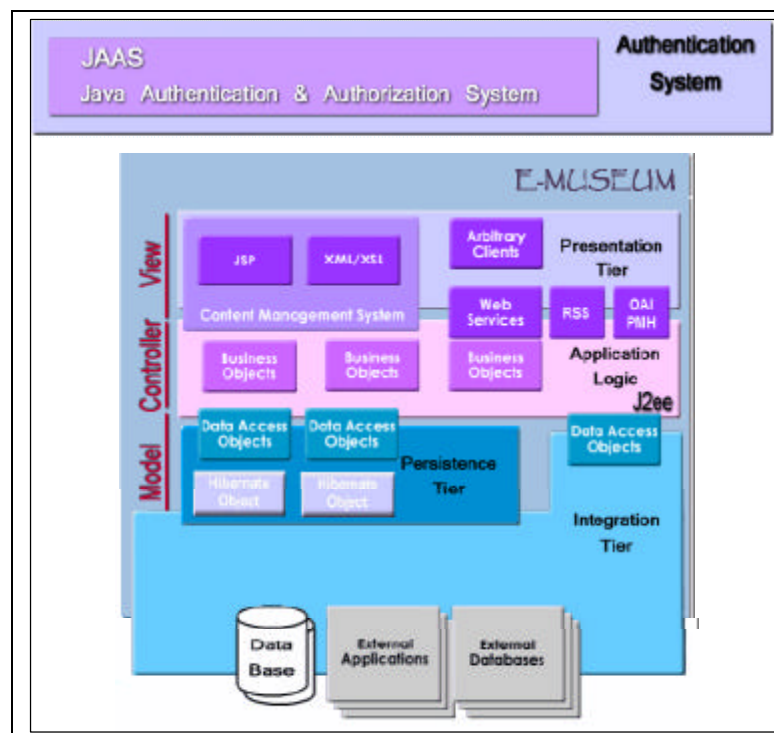 JAAS
Java Authentication & Authorization System
Authentication
System
E-MUSEUM
View
Controller
Model
JSP
XML/XSL
Arbitrary
Clients
Presentation
Tier
Content Management System
Web
Services
RSS
OAI
PMH
Business
Objects
Business
Objects
Business
Objects
Application
Logic
J2ee
Data Access
Objects
Data Access
Objects
Data Access
Objects
Hibernate
Object
Hibernate
Object
Persistence
Tier
Integration
Tier
Data
Base
External
Applications
External
Databases